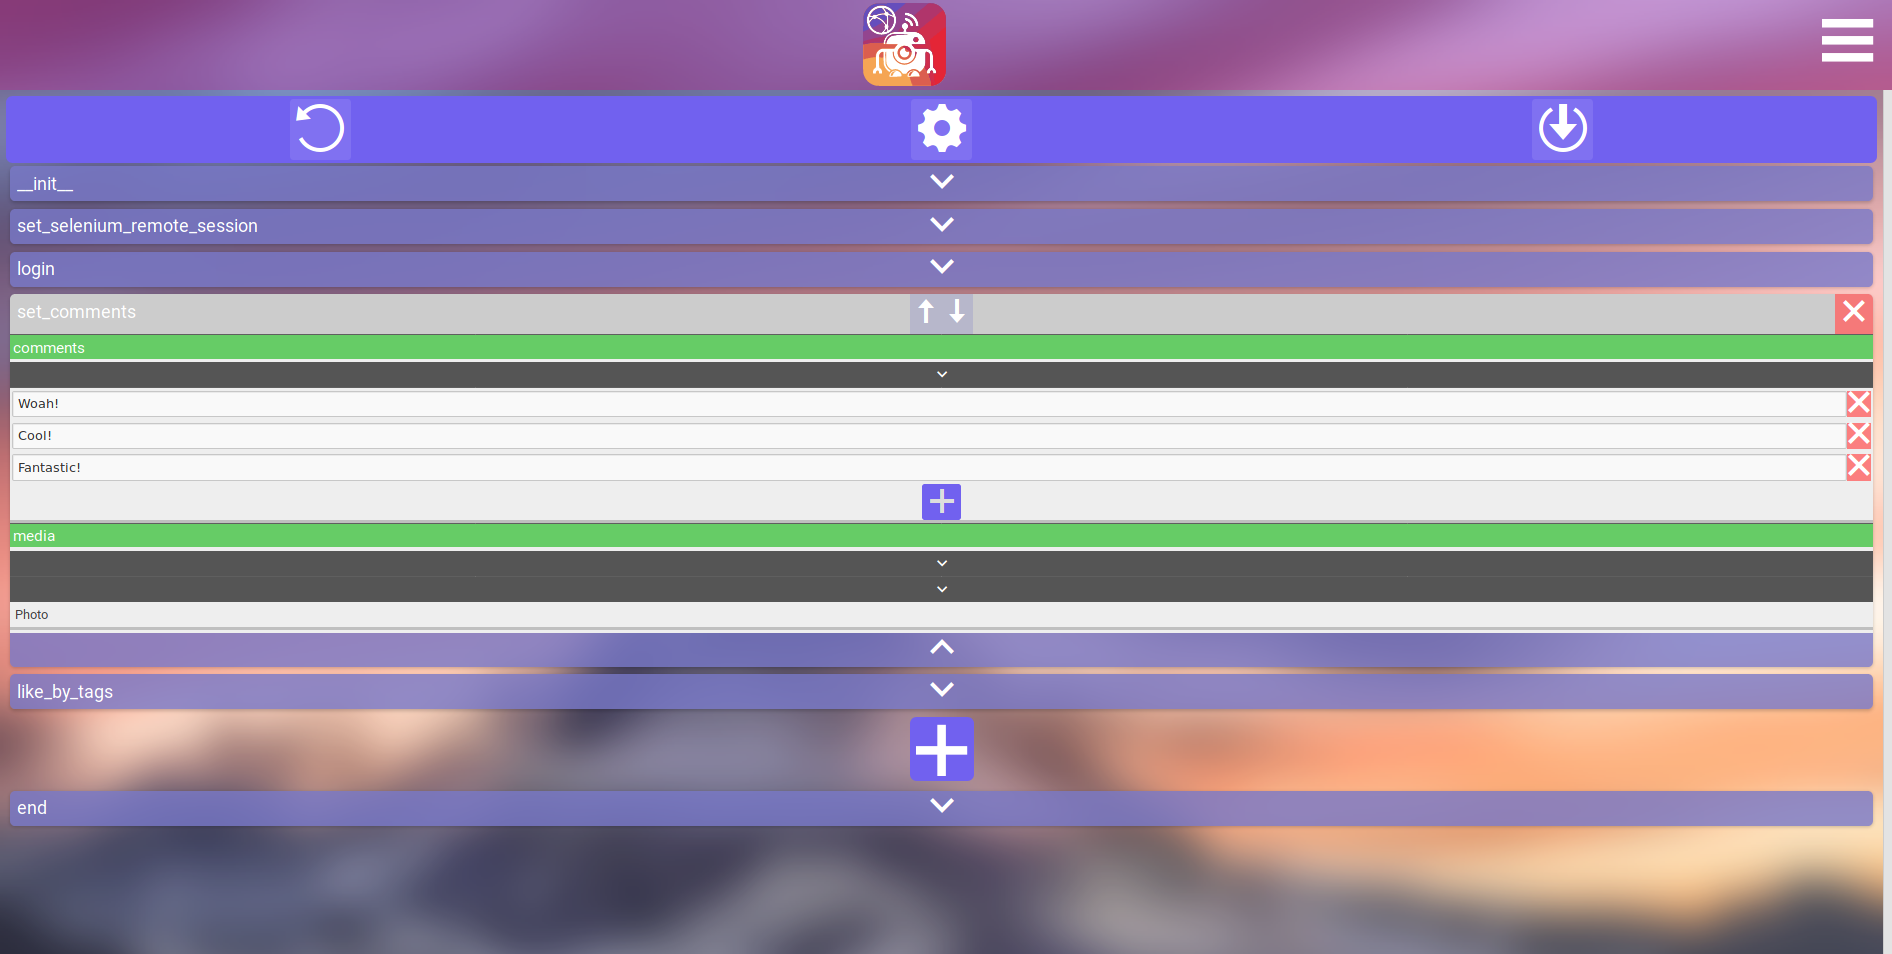 __init__
set_selenium_remote_session
login
set_comments
comments
Woah!
Cool!
Fantastic!
media
Photo
like_by_tags
end